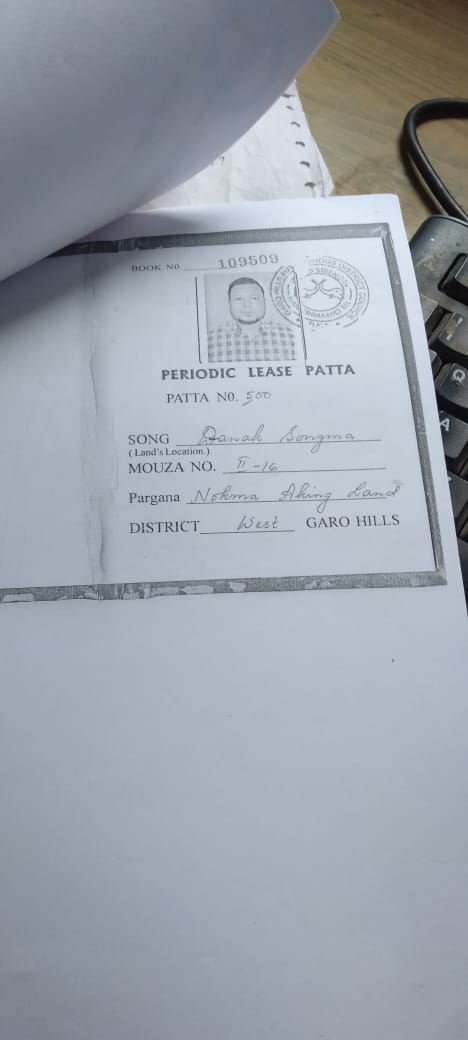 BOOK NO. 109509
PERIODIC LEASE PATTA
PATTA NO. 500
SONG Danak Songma
( Land's Location.)
MOUZA NO. II-16
Pargana Nokma Aking Land
DISTRICT West GARO HILLS
Q
A